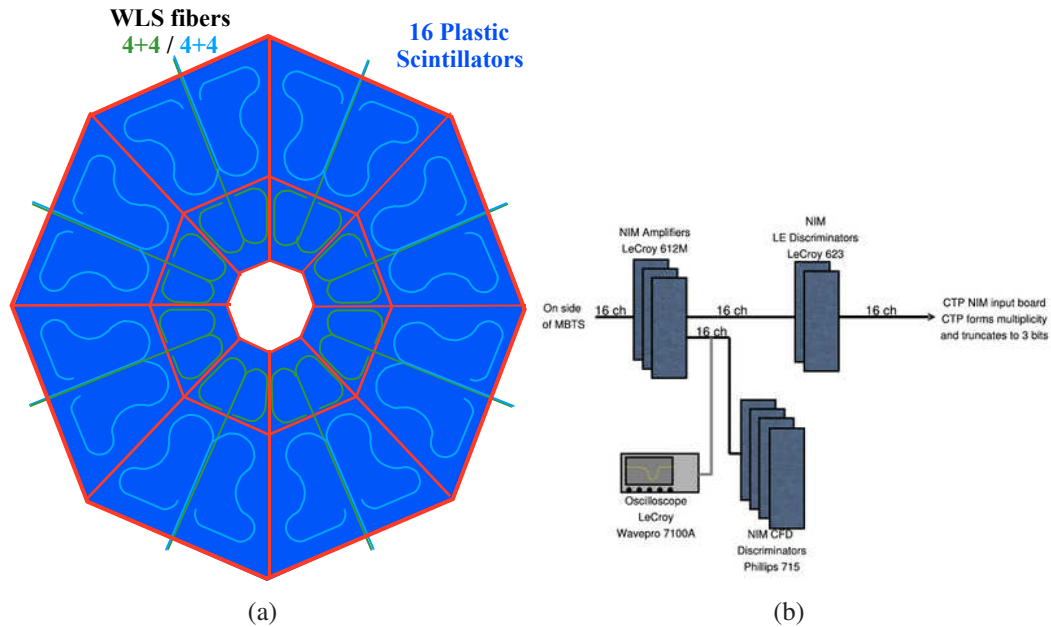 WLS fibers
4+4 / 4+4
16 Plastic
Scintillators
(a)
NIM Amplifiers
LeCroy 612M
NIM
LE Discriminators
LeCroy 623
On side
of MBTS
16 ch
16 ch
16 ch
16 ch
CTP NIM input board
CTP forms multiplicity
and truncates to 3 bits
Oscilloscope
LeCroy
Wavepro 7100A
NIM CFD
Discriminators
Phillips 715
(b)